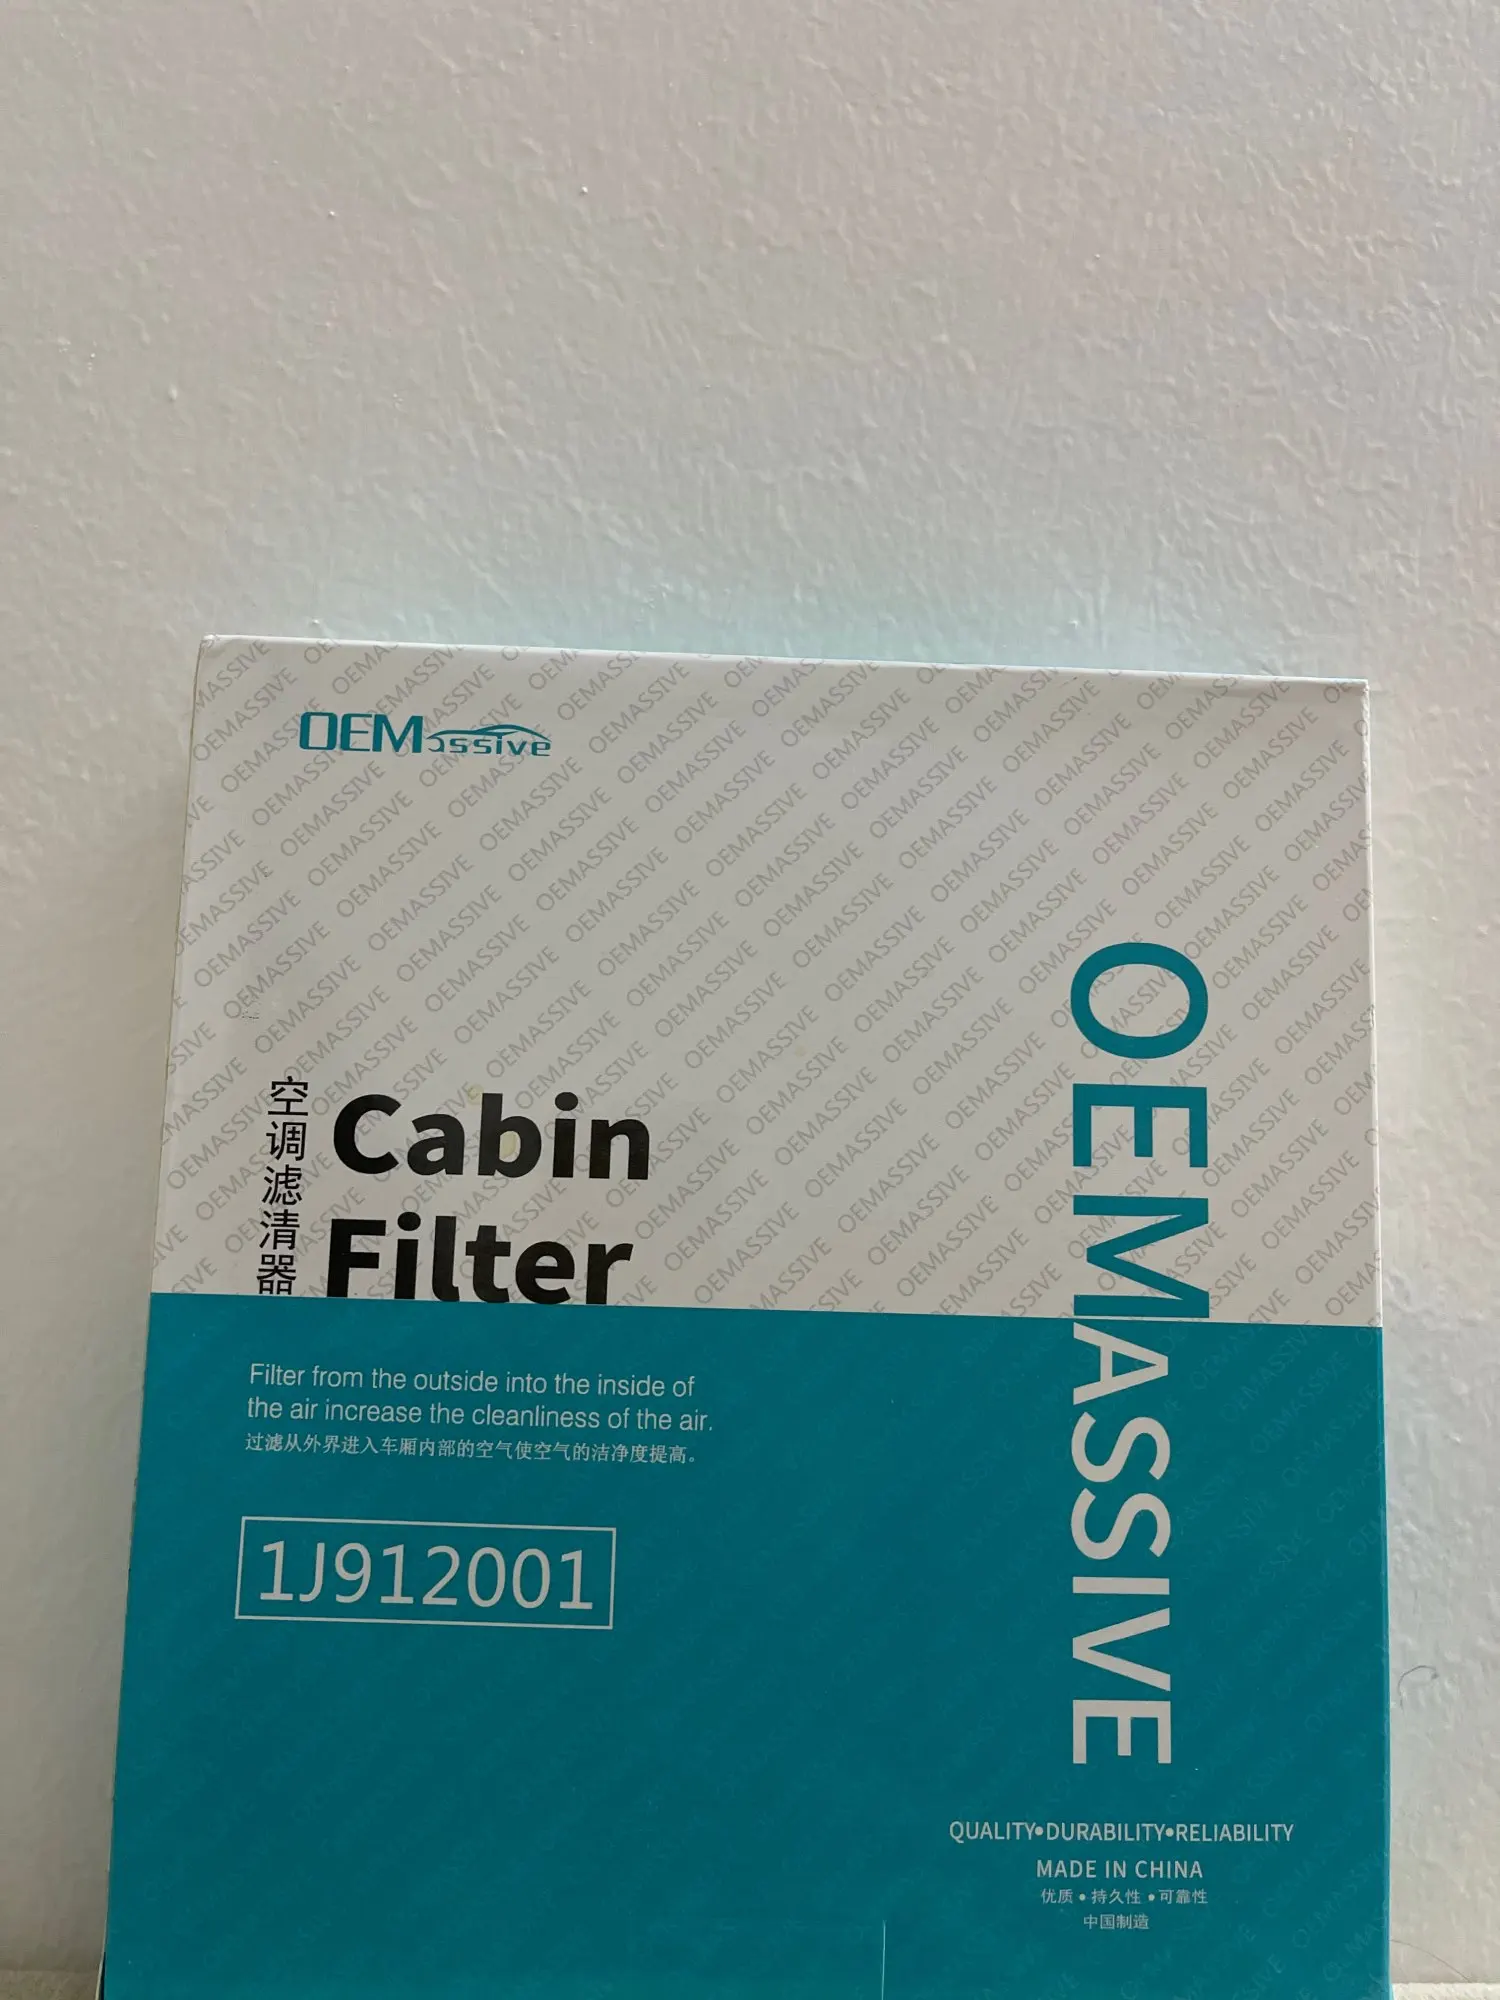 OEMassive
空调滤清器
Cabin
Filter
OEMASSIVE
Filter from the outside into the inside of
the air increase the cleanliness of the air.
过滤从外界进入车厢内部的空气使空气的洁净度提高。
1J912001
QUALITY•DURABILITY•RELIABILITY
MADE IN CHINA
优质•持久性•可靠性
中国制造